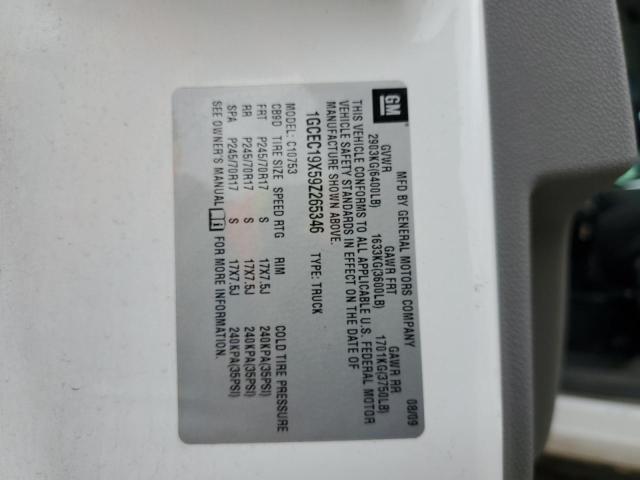 GM
MFD BY GENERAL MOTORS COMPANY 08/09
GVWR GAWR FRT GAWR RR
2903KG(6400LB) 1633KG(3600LB) 1701KG(3750LB)
THIS VEHICLE CONFORMS TO ALL APPLICABLE U.S. FEDERAL MOTOR
VEHICLE SAFETY STANDARDS IN EFFECT ON THE DATE OF
MANUFACTURE SHOWN ABOVE.
1GCEC19X59Z265346 TYPE: TRUCK
MODEL: C10753
CB9D TIRE SIZE SPEED RTG RIM COLD TIRE PRESSURE
FRT P245/70R17 S 17X7.5J 240KPA(35PSI)
RR P245/70R17 S 17X7.5J 240KPA(35PSI)
SPA P245/70R17 S 17X7.5J 240KPA(35PSI)
SEE OWNER'S MANUAL FOR MORE INFORMATION.